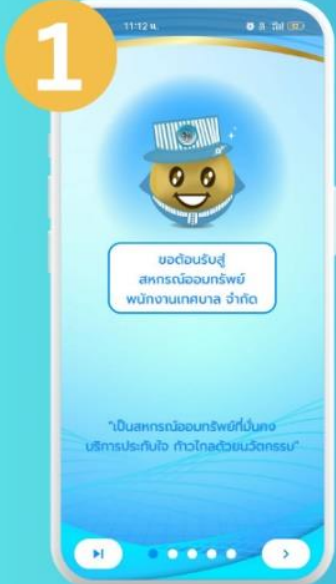 1
11:12 น.
ขอต้อนรับสู่
สหกรณ์ออมทรัพย์
พนักงานเทศบาล จำกัด
"เป็นสหกรณ์ออมทรัพย์ที่มั่นคง
บริการประทับใจ ก้าวไกลด้วยนวัตกรรม"